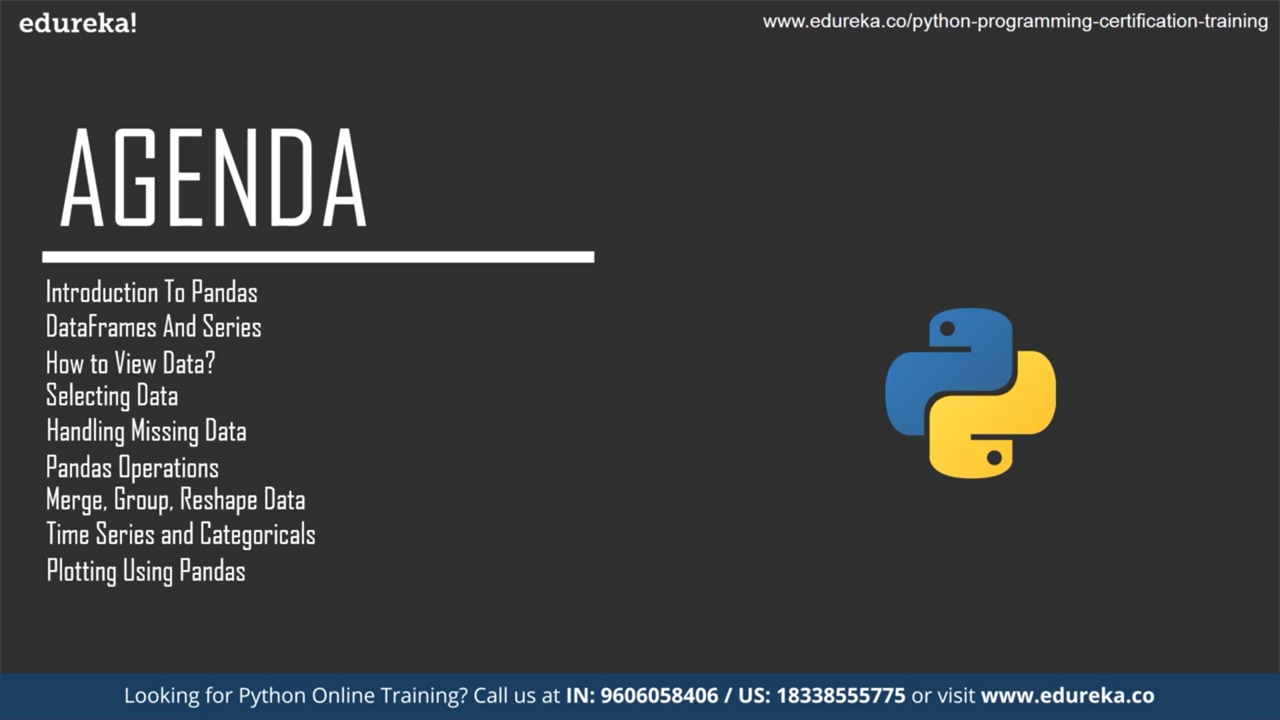 edureka!
www.edureka.co/python-programming-certification-training
AGENDA
Introduction To Pandas
DataFrames And Series
How to View Data?
Selecting Data
Handling Missing Data
Pandas Operations
Merge, Group, Reshape Data
Time Series and Categoricals
Plotting Using Pandas
Looking for Python Online Training? Call us at IN: 9606058406 / US: 18338555775 or visit www.edureka.co